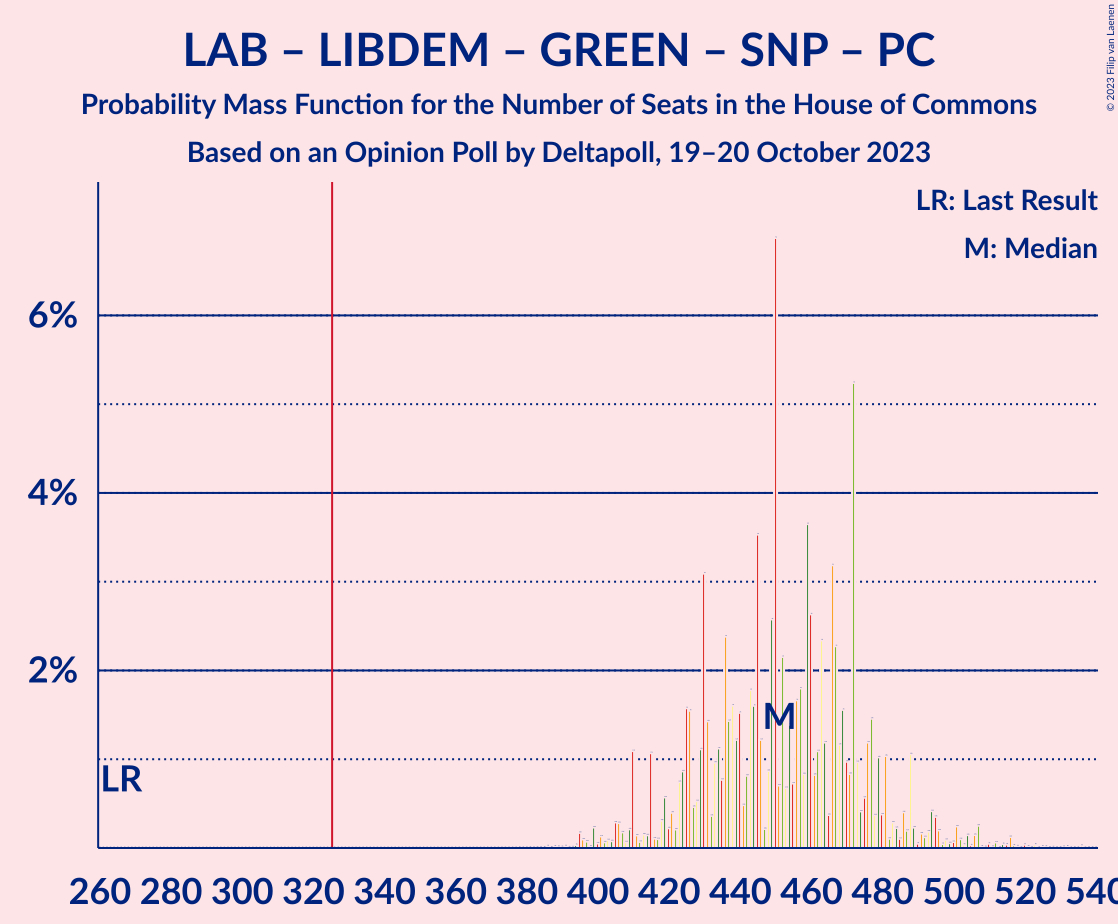 LAB – LIBDEM – GREEN – SNP – PC
Probability Mass Function for the Number of Seats in the House of Commons
Based on an Opinion Poll by Deltapoll, 19–20 October 2023
© 2023 Filip van Laenen
LR: Last Result
M: Median
6%
4%
2%
M
LR
260 280 300 320 340 360 380 400 420 440 460 480 500 520 540